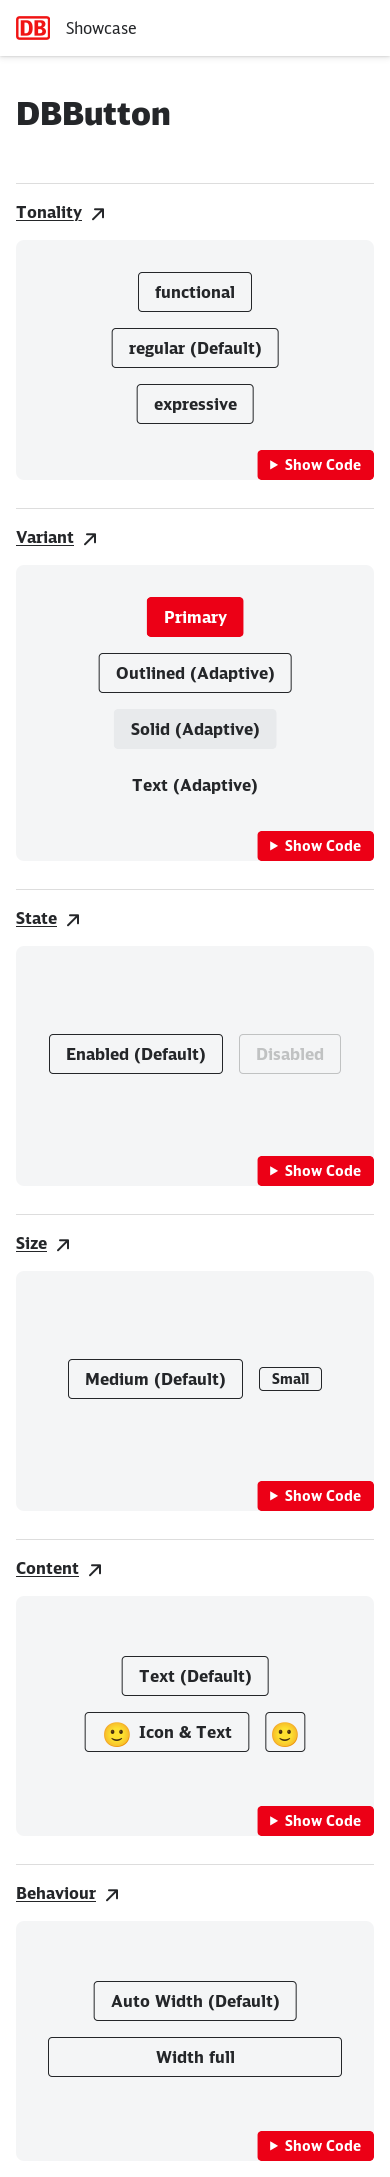 DB Showcase
DBButton
Tonality
functional
regular (Default)
expressive
Show Code
Variant
Primary
Outlined (Adaptive)
Solid (Adaptive)
Text (Adaptive)
Show Code
State
Enabled (Default) Disabled
Show Code
Size
Medium (Default) Small
Show Code
Content
Text (Default)
🙂 Icon & Text 🙂
Show Code
Behaviour
Auto Width (Default)
Width full
Show Code